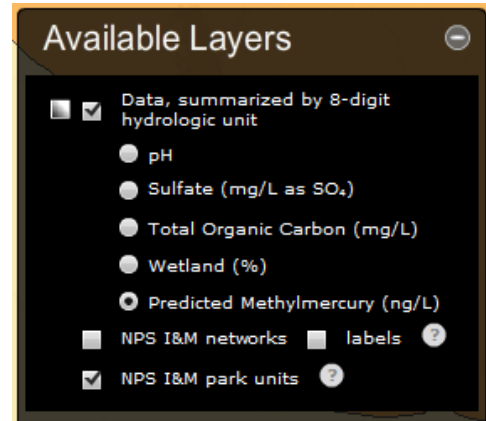 Available Layers
Data, summarized by 8-digit
hydrologic unit
pH
Sulfate (mg/L as SO₄)
Total Organic Carbon (mg/L)
Wetland (%)
Predicted Methylmercury (ng/L)
NPS I&M networks labels ?
NPS I&M park units ?